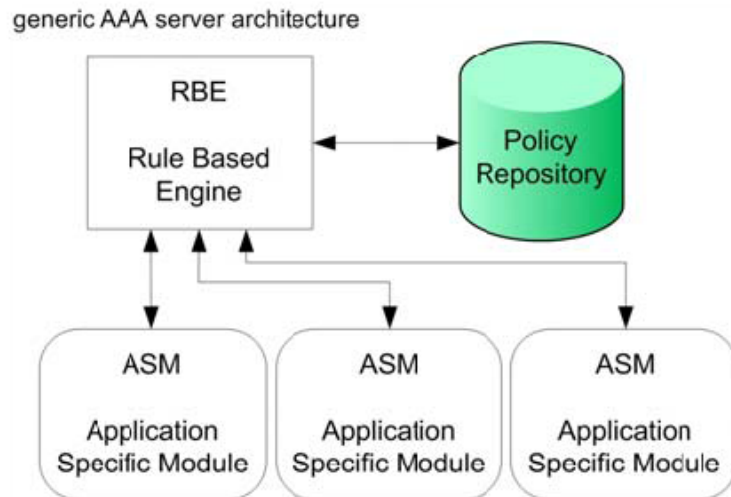 generic AAA server architecture
RBE
Rule Based
Engine
Policy
Repository
ASM
Application
Specific Module
ASM
Application
Specific Module
ASM
Application
Specific Module